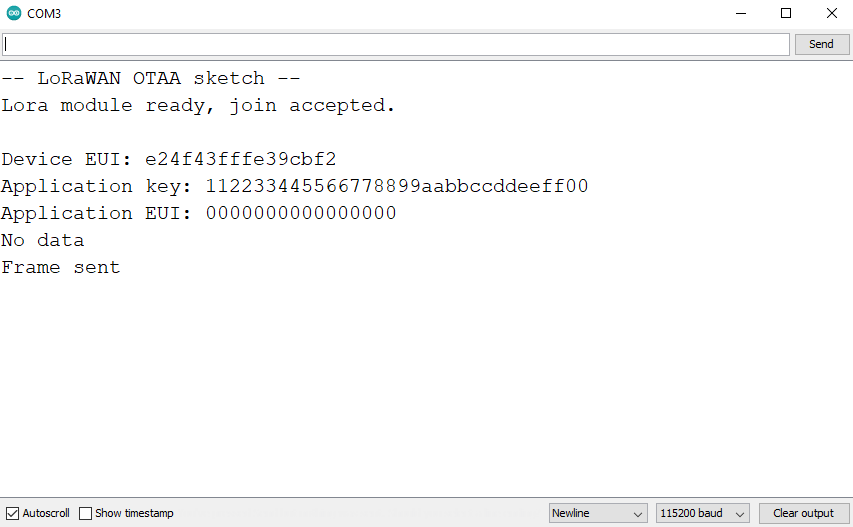 COM3
Send
-- LoRaWAN OTAA sketch --
Lora module ready, join accepted.
Device EUI: e24f43fffe39cbf2
Application key: 112233445566778899aabbccddeeff00
Application EUI: 0000000000000000
No data
Frame sent
Autoscroll Show timestamp Newline 115200 baud Clear output